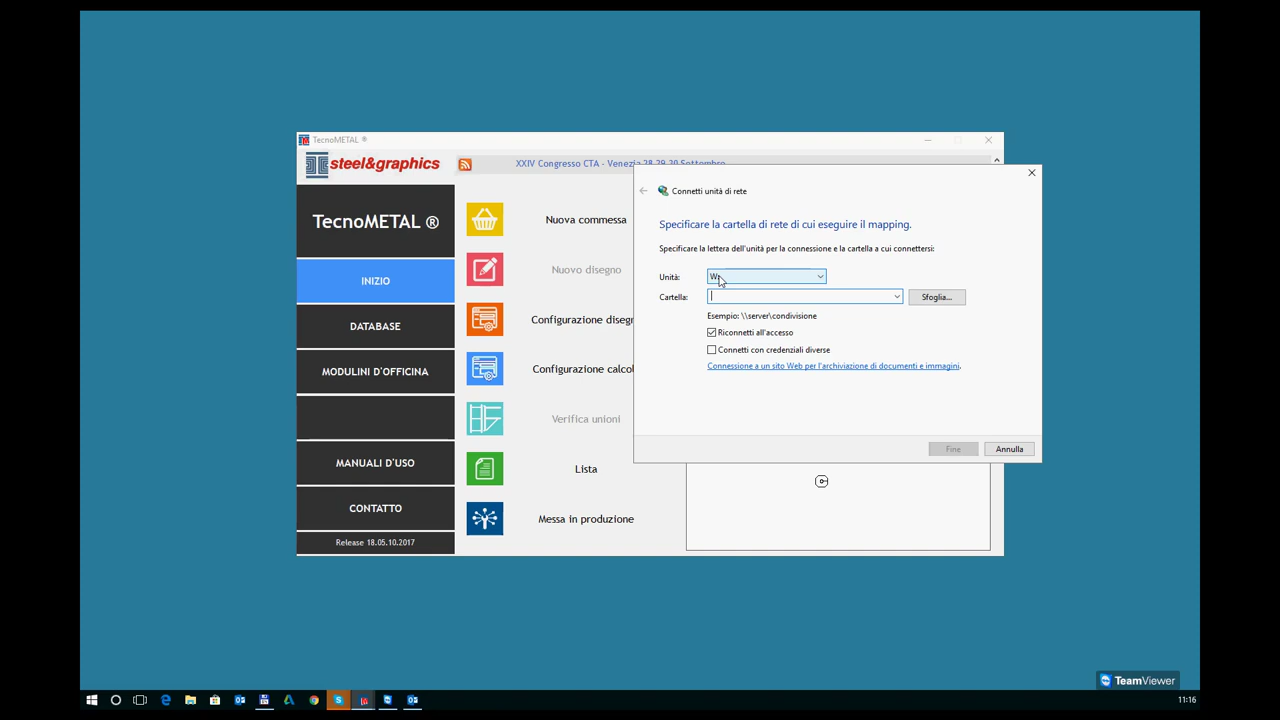 TecnoMETAL ®
steel&graphics
XXIV Congresso CTA - Venezia 28 29 30 Settembre
TecnoMETAL ®
INIZIO
DATABASE
MODULINI D'OFFICINA
MANUALI D'USO
CONTATTO
Release 18.05.10.2017
Nuova commessa
Nuovo disegno
Configurazione disegn
Configurazione calcol
Verifica unioni
Lista
Messa in produzione
Connetti unità di rete
Specificare la cartella di rete di cui eseguire il mapping.
Specificare la lettera dell'unità per la connessione e la cartella a cui connettersi:
Unità:
W:
Cartella:
Sfoglia...
Esempio: \\server\condivisione
Riconnetti all'accesso
Connetti con credenziali diverse
Connessione a un sito Web per l'archiviazione di documenti e immagini.
Fine
Annulla
TeamViewer
11:16